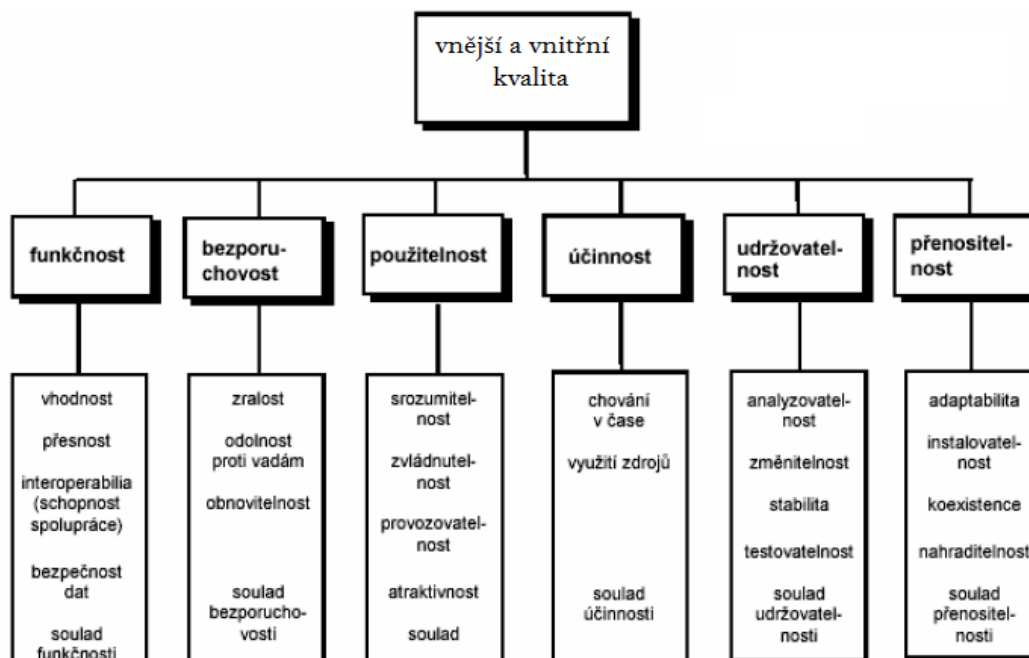 vnější a vnitřní
kvalita
funkčnost
bezporu-
chovost
použitelnost
účinnost
udržovatel-
nost
přenositel-
nost
vhodnost
přesnost
interoperabilia
(schopnost
spolupráce)
bezpečnost
dat
soulad
funkčnosti
zralost
odolnost
proti vadám
obnovitelnost
soulad
bezporucho-
vosti
srozumitel-
nost
zvládnutel-
nost
provozovatel-
nost
atraktivnost
soulad
chování
v čase
využití zdrojů
soulad
účinnosti
analyzovatel-
nost
změnitelnost
stabilita
testovatelnost
soulad
udržovatel-
nosti
adaptabilita
instalovatel-
nost
koexistence
nahraditelnost
soulad
přenositel-
nosti